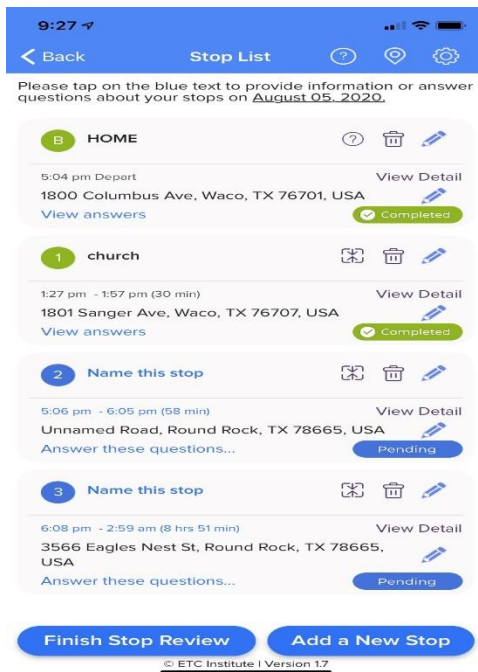 9:27
Back Stop List ?
Please tap on the blue text to provide information or answer
questions about your stops on August 05, 2020.
B HOME ?
5:04 pm Depart View Detail
1800 Columbus Ave, Waco, TX 76701, USA
View answers Completed
1 church
1:27 pm - 1:57 pm (30 min) View Detail
1801 Sanger Ave, Waco, TX 76707, USA
View answers Completed
2 Name this stop
5:06 pm - 6:05 pm (58 min) View Detail
Unnamed Road, Round Rock, TX 78665, USA
Answer these questions... Pending
3 Name this stop
6:08 pm - 2:59 am (8 hrs 51 min) View Detail
3566 Eagles Nest St, Round Rock, TX 78665,
USA
Answer these questions... Pending
Finish Stop Review Add a New Stop
© ETC Institute | Version 1.7